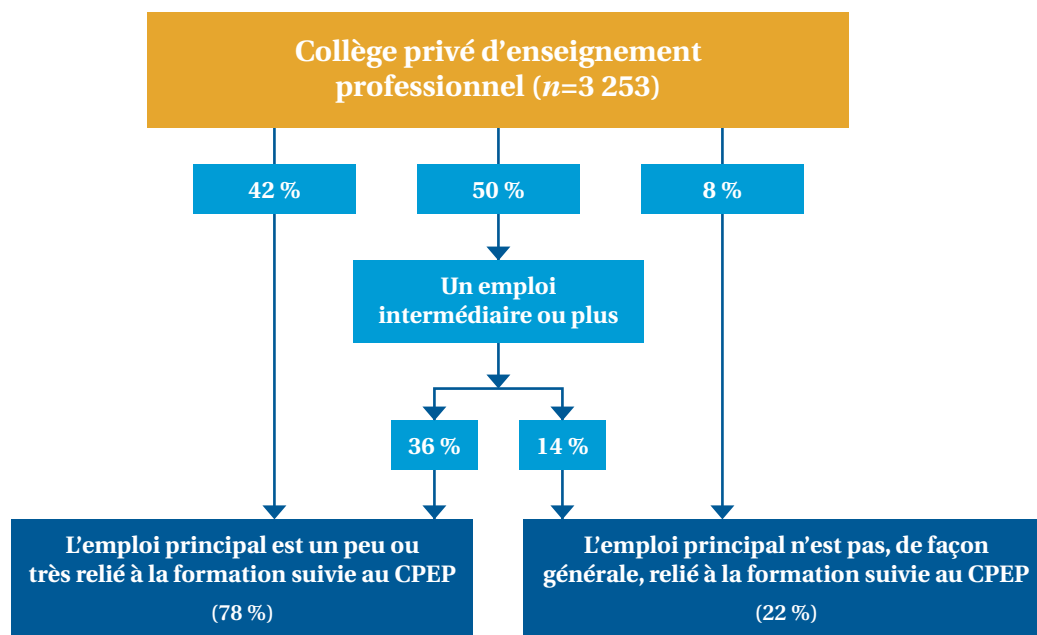 Collège privé d’enseignement
professionnel (n=3 253)
42 %
50 %
8 %
Un emploi
intermédiaire ou plus
36 %
14 %
L’emploi principal est un peu ou
très relié à la formation suivie au CPEP
(78 %)
L’emploi principal n’est pas, de façon
générale, relié à la formation suivie au CPEP
(22 %)